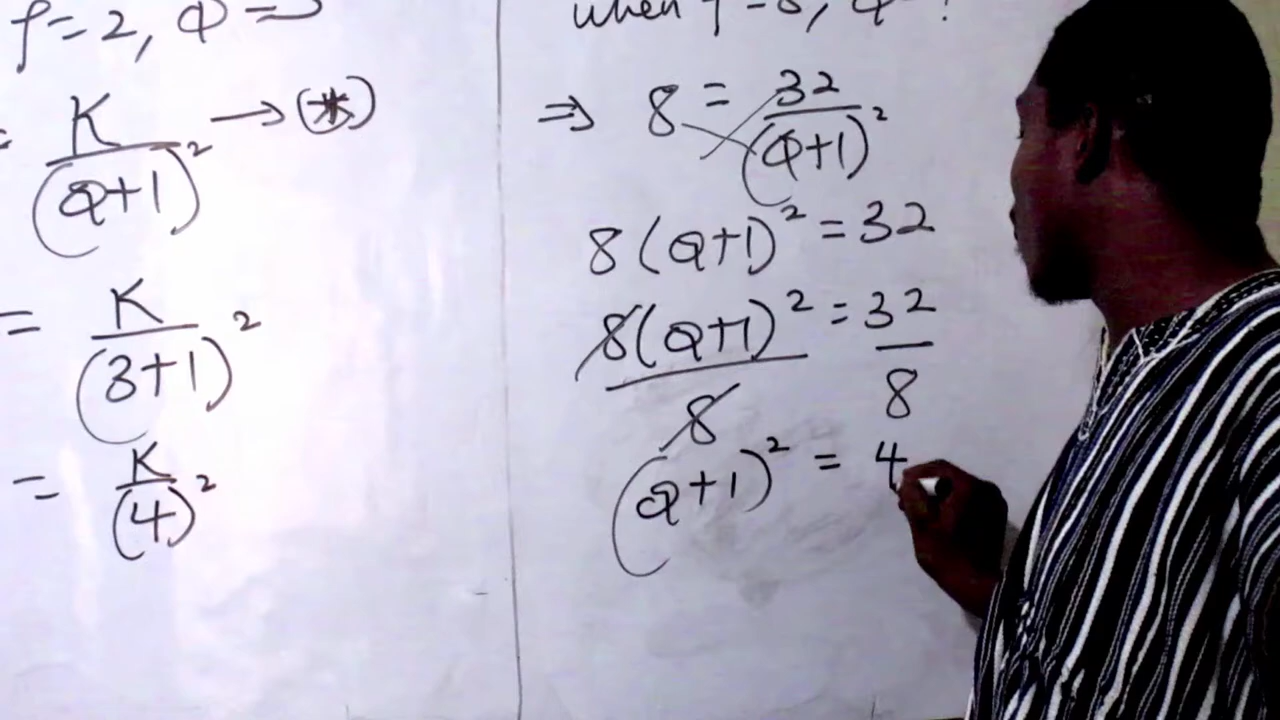 P = 2, Q = 3
= K / (Q+1)² → (*)
= K / (3+1)²
= K / (4)²
when P = 8, Q = ?
⇒ 8 = 32 / (Q+1)²
8(Q+1)² = 32
8(Q+1)² / 8 = 32 / 8
(Q+1)² = 4